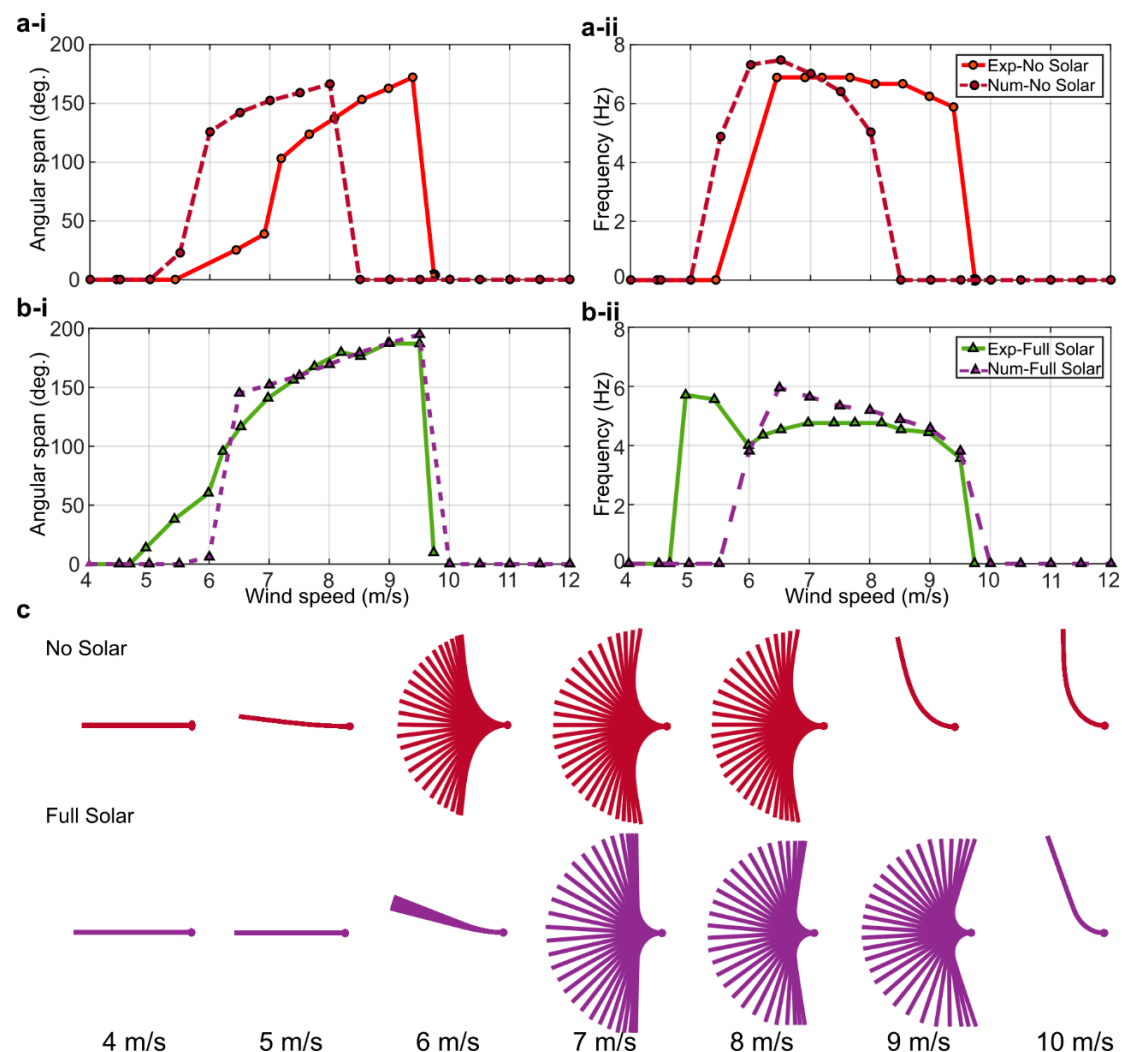 a-i
a-ii
200
150
100
50
0
Angular span (deg.)
8
6
4
2
0
Frequency (Hz)
Exp-No Solar
Num-No Solar
b-i
b-ii
200
150
100
50
0
Angular span (deg.)
4 5 6 7 8 9 10 11 12
Wind speed (m/s)
8
6
4
2
0
Frequency (Hz)
Exp-Full Solar
Num-Full Solar
4 5 6 7 8 9 10 11 12
Wind speed (m/s)
c
No Solar
Full Solar
4 m/s 5 m/s 6 m/s 7 m/s 8 m/s 9 m/s 10 m/s